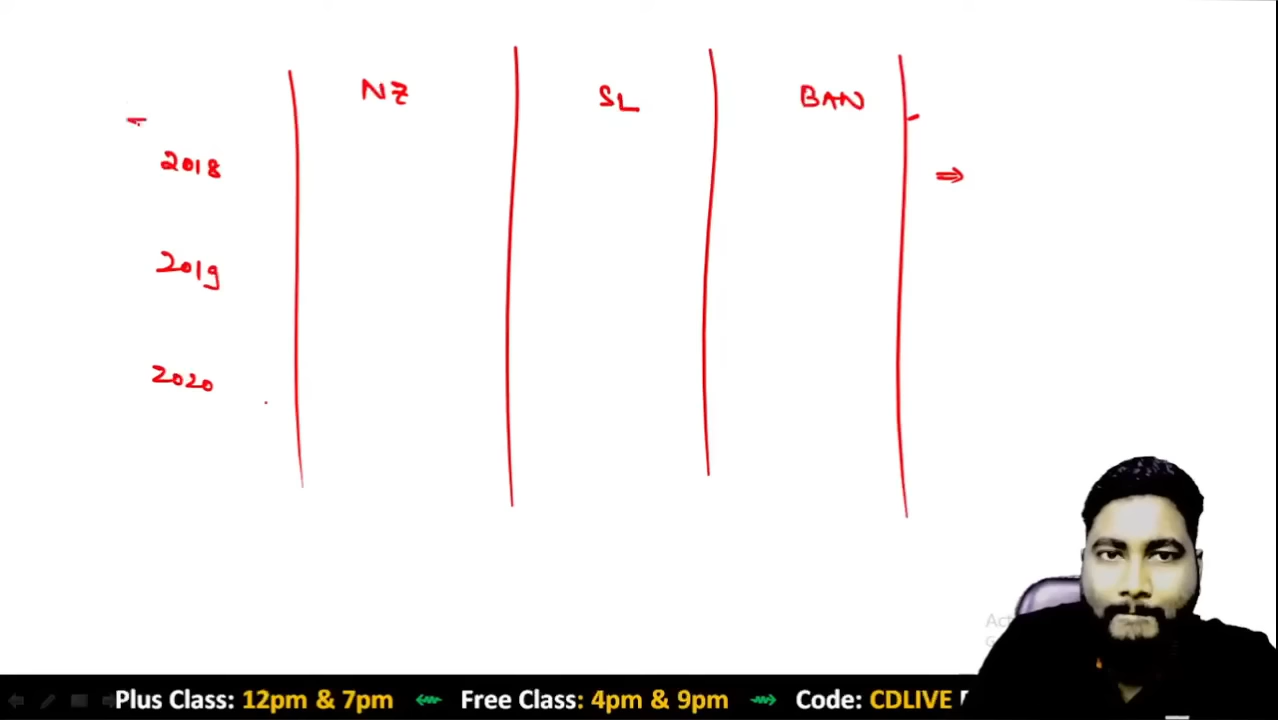 NZ SL BAN
2018 ⇒
2019
2020
Plus Class: 12pm & 7pm Free Class: 4pm & 9pm Code: CDLIVE